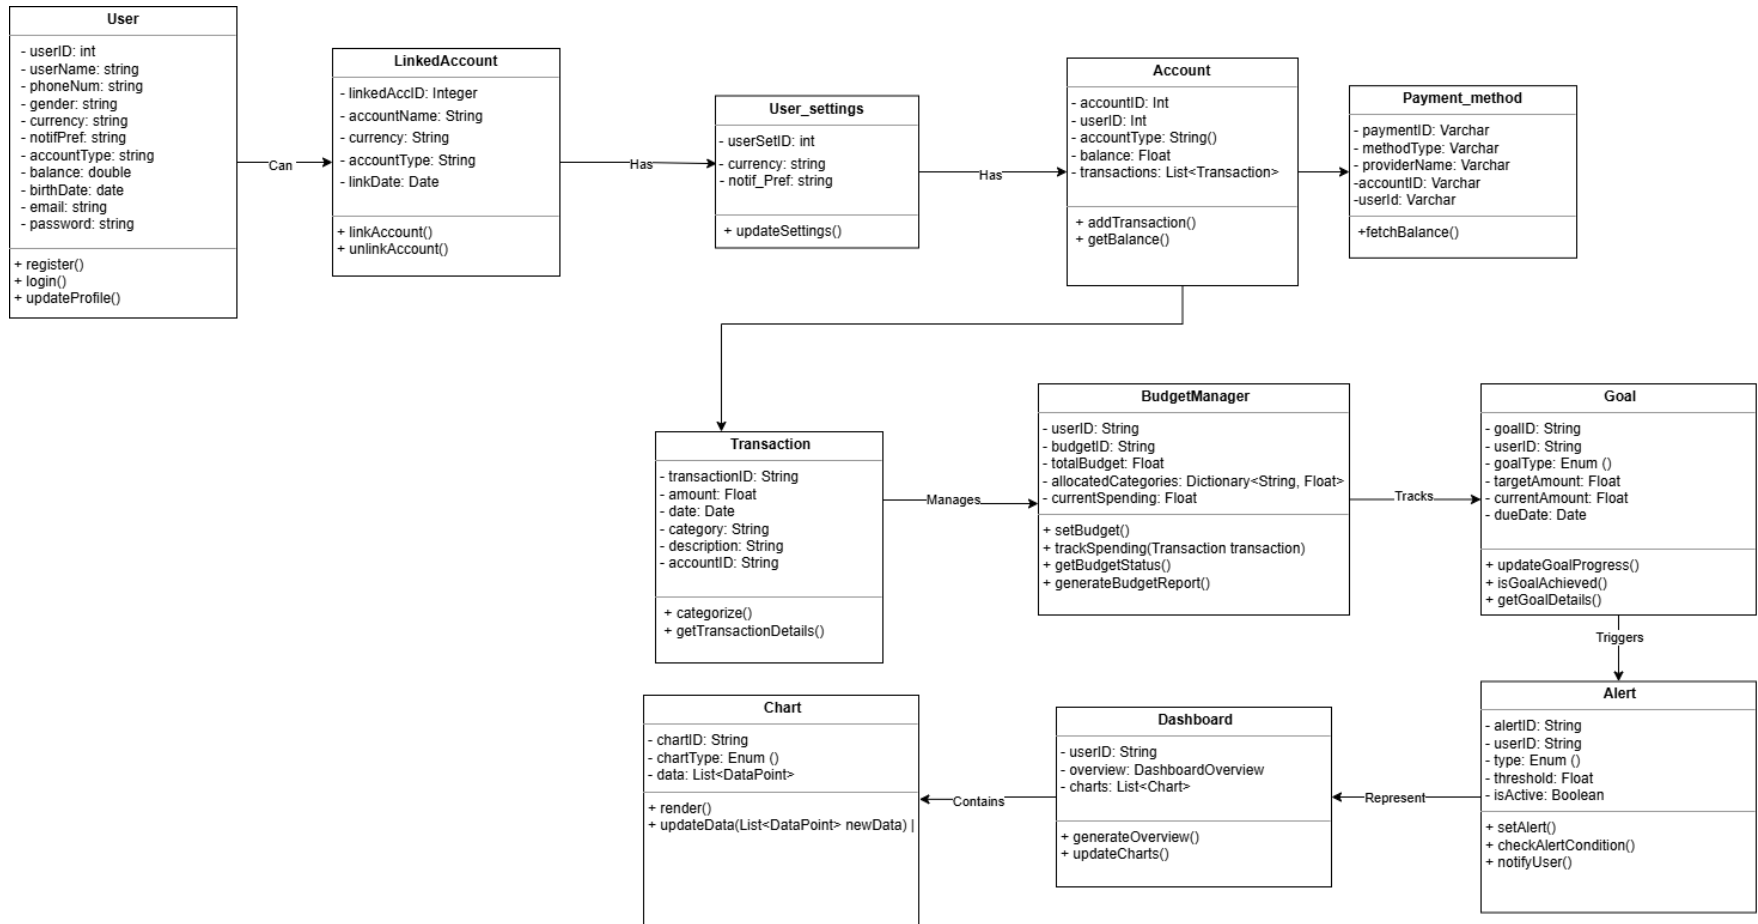 User
- userID: int
- userName: string
- phoneNum: string
- gender: string
- currency: string
- notifPref: string
- accountType: string
- balance: double
- birthDate: date
- email: string
- password: string
+ register()
+ login()
+ updateProfile()
Can
LinkedAccount
- linkedAccID: Integer
- accountName: String
- currency: String
- accountType: String
- linkDate: Date
+ linkAccount()
+ unlinkAccount()
Has
User_settings
- userSetID: int
- currency: string
- notif_Pref: string
+ updateSettings()
Has
Account
- accountID: Int
- userID: Int
- accountType: String()
- balance: Float
- transactions: List<Transaction>
+ addTransaction()
+ getBalance()
Payment_method
- paymentID: Varchar
- methodType: Varchar
- providerName: Varchar
-accountID: Varchar
-userId: Varchar
+fetchBalance()
Transaction
- transactionID: String
- amount: Float
- date: Date
- category: String
- description: String
- accountID: String
+ categorize()
+ getTransactionDetails()
Manages
BudgetManager
- userID: String
- budgetID: String
- totalBudget: Float
- allocatedCategories: Dictionary<String, Float>
- currentSpending: Float
+ setBudget()
+ trackSpending(Transaction transaction)
+ getBudgetStatus()
+ generateBudgetReport()
Tracks
Goal
- goalID: String
- userID: String
- goalType: Enum ()
- targetAmount: Float
- currentAmount: Float
- dueDate: Date
+ updateGoalProgress()
+ isGoalAchieved()
+ getGoalDetails()
Triggers
Alert
- alertID: String
- userID: String
- type: Enum ()
- threshold: Float
- isActive: Boolean
+ setAlert()
+ checkAlertCondition()
+ notifyUser()
Represent
Dashboard
- userID: String
- overview: DashboardOverview
- charts: List<Chart>
+ generateOverview()
+ updateCharts()
Contains
Chart
- chartID: String
- chartType: Enum ()
- data: List<DataPoint>
+ render()
+ updateData(List<DataPoint> newData) |